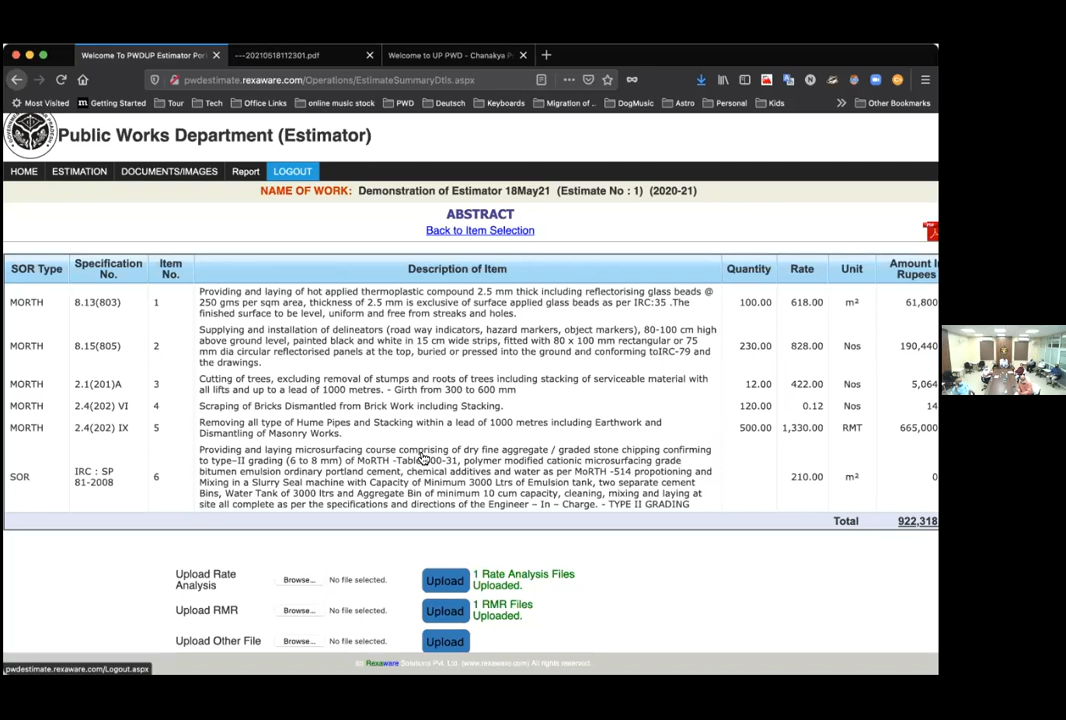 Welcome To PWDUP Estimator Por
---20210518112301.pdf
Welcome to UP PWD - Chanakya P
pwdestimate.rexaware.com/Operations/EstimateSummaryDtls.aspx
Most Visited Getting Started Tour Tech Office Links online music stock PWD Deutsch Keyboards Migration of.. DogMusic Astro Personal Kids Other Bookmarks
Public Works Department (Estimator)
HOME ESTIMATION DOCUMENTS/IMAGES Report LOGOUT
NAME OF WORK: Demonstration of Estimator 18May21 (Estimate No : 1) (2020-21)
ABSTRACT
Back to Item Selection
SOR Type Specification No. Item No. Description of Item Quantity Rate Unit Amount In Rupees
MORTH 8.13(803) 1
Providing and laying of hot applied thermoplastic compound 2.5 mm thick including reflectorising glass beads @
250 gms per sqm area, thickness of 2.5 mm is exclusive of surface applied glass beads as per IRC:35 .The
finished surface to be level, uniform and free from streaks and holes.
100.00 618.00 m² 61,800
MORTH 8.15(805) 2
Supplying and installation of delineators (road way indicators, hazard markers, object markers), 80-100 cm high
above ground level, painted black and white in 15 cm wide strips, fitted with 80 x 100 mm rectangular or 75
mm dia circular reflectorised panels at the top, buried or pressed into the ground and conforming toIRC-79 and
the drawings.
230.00 828.00 Nos 190,440
MORTH 2.1(201)A 3
Cutting of trees, excluding removal of stumps and roots of trees including stacking of serviceable material with
all lifts and up to a lead of 1000 metres. - Girth from 300 to 600 mm
12.00 422.00 Nos 5,064
MORTH 2.4(202) VI 4
Scraping of Bricks Dismantled from Brick Work including Stacking.
120.00 0.12 Nos 14
MORTH 2.4(202) IX 5
Removing all type of Hume Pipes and Stacking within a lead of 1000 metres including Earthwork and
Dismantling of Masonry Works.
500.00 1,330.00 RMT 665,000
SOR IRC : SP 81-2008 6
Providing and laying microsurfacing course comprising of dry fine aggregate / graded stone chipping confirming
to type–II grading (6 to 8 mm) of MoRTH -Table 00-31, polymer modified cationic microsurfacing grade
bitumen emulsion ordinary portland cement, chemical additives and water as per MoRTH -514 propotining and
Mixing in a Slurry Seal machine with Capacity of Minimum 3000 Ltrs of Emulsion tank, two separate cement
Bins, Water Tank of 3000 ltrs and Aggregate Bin of minimum 10 cum capacity, cleaning, mixing and laying at
site all complete as per the specifications and directions of the Engineer – In – Charge. - TYPE II GRADING
210.00 m² 0
Total 922,318
Upload Rate Analysis Browse... No file selected. Upload 1 Rate Analysis Files Uploaded.
Upload RMR Browse... No file selected. Upload 1 RMR Files Uploaded.
Upload Other File Browse... No file selected. Upload
(c) Rexaware Solutions Pvt. Ltd. (www.rexaware.com) All rights reserved.
pwdestimate.rexaware.com/Logout.aspx